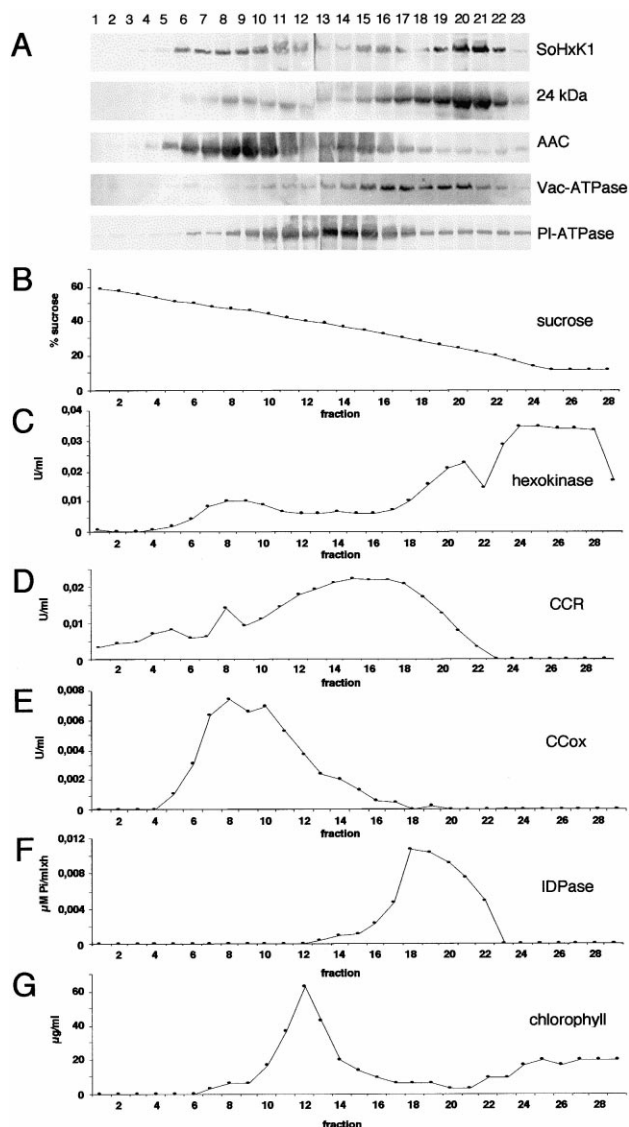 1 2 3 4 5 6 7 8 9 10 11 12 13 14 15 16 17 18 19 20 21 22 23
A
SoHxK1
24 kDa
AAC
Vac-ATPase
Pl-ATPase
B
% sucrose
60
40
20
0
sucrose
2 4 6 8 10 12 14 16 18 20 22 24 26 28
fraction
C
U/ml
0,04
0,03
0,02
0,01
0
hexokinase
2 4 6 8 10 12 14 16 18 20 22 24 26 28
fraction
D
U/ml
0,02
0,01
0
CCR
2 4 6 8 10 12 14 16 18 20 22 24 26 28
fraction
E
U/ml
0,008
0,006
0,004
0,002
0
CCox
2 4 6 8 10 12 14 16 18 20 22 24 26 28
fraction
F
µM Pi/mlxh
0,012
0,004
0
IDPase
2 4 6 8 10 12 14 16 18 20 22 24 26 28
fraction
G
µg/ml
60
40
20
0
chlorophyll
2 4 6 8 10 12 14 16 18 20 22 24 26 28
fraction